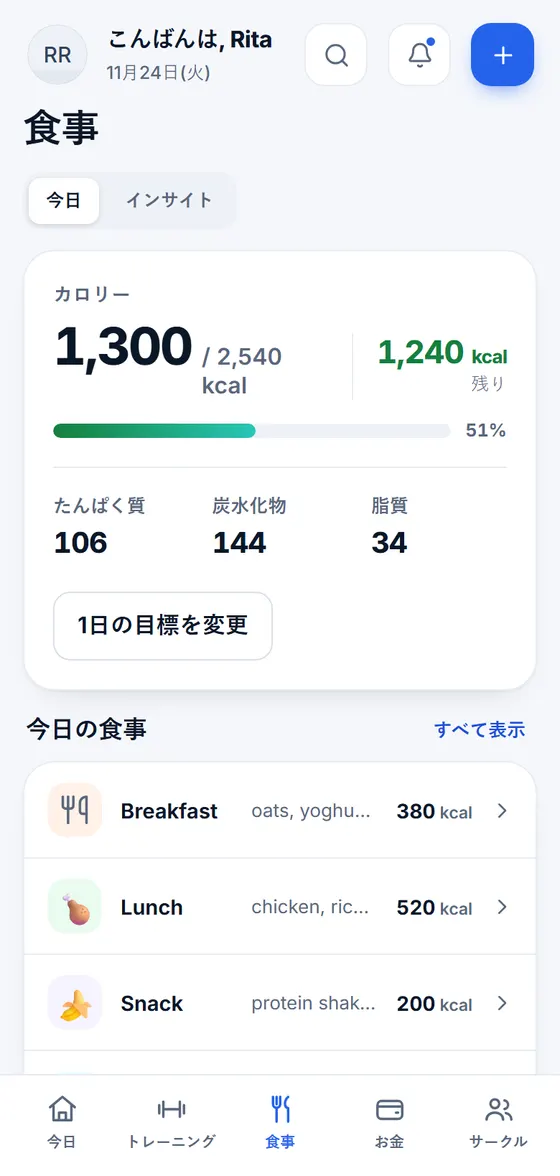 RR
こんばんは, Rita
11月24日(火)
食事
今日
インサイト
カロリー
1,300 / 2,540 kcal
1,240 kcal
残り
51%
たんぱく質
炭水化物
脂質
106
144
34
1日の目標を変更
今日の食事
すべて表示
Breakfast oats, yoghu... 380 kcal
Lunch chicken, ric... 520 kcal
Snack protein shak... 200 kcal
今日
トレーニング
食事
お金
サークル